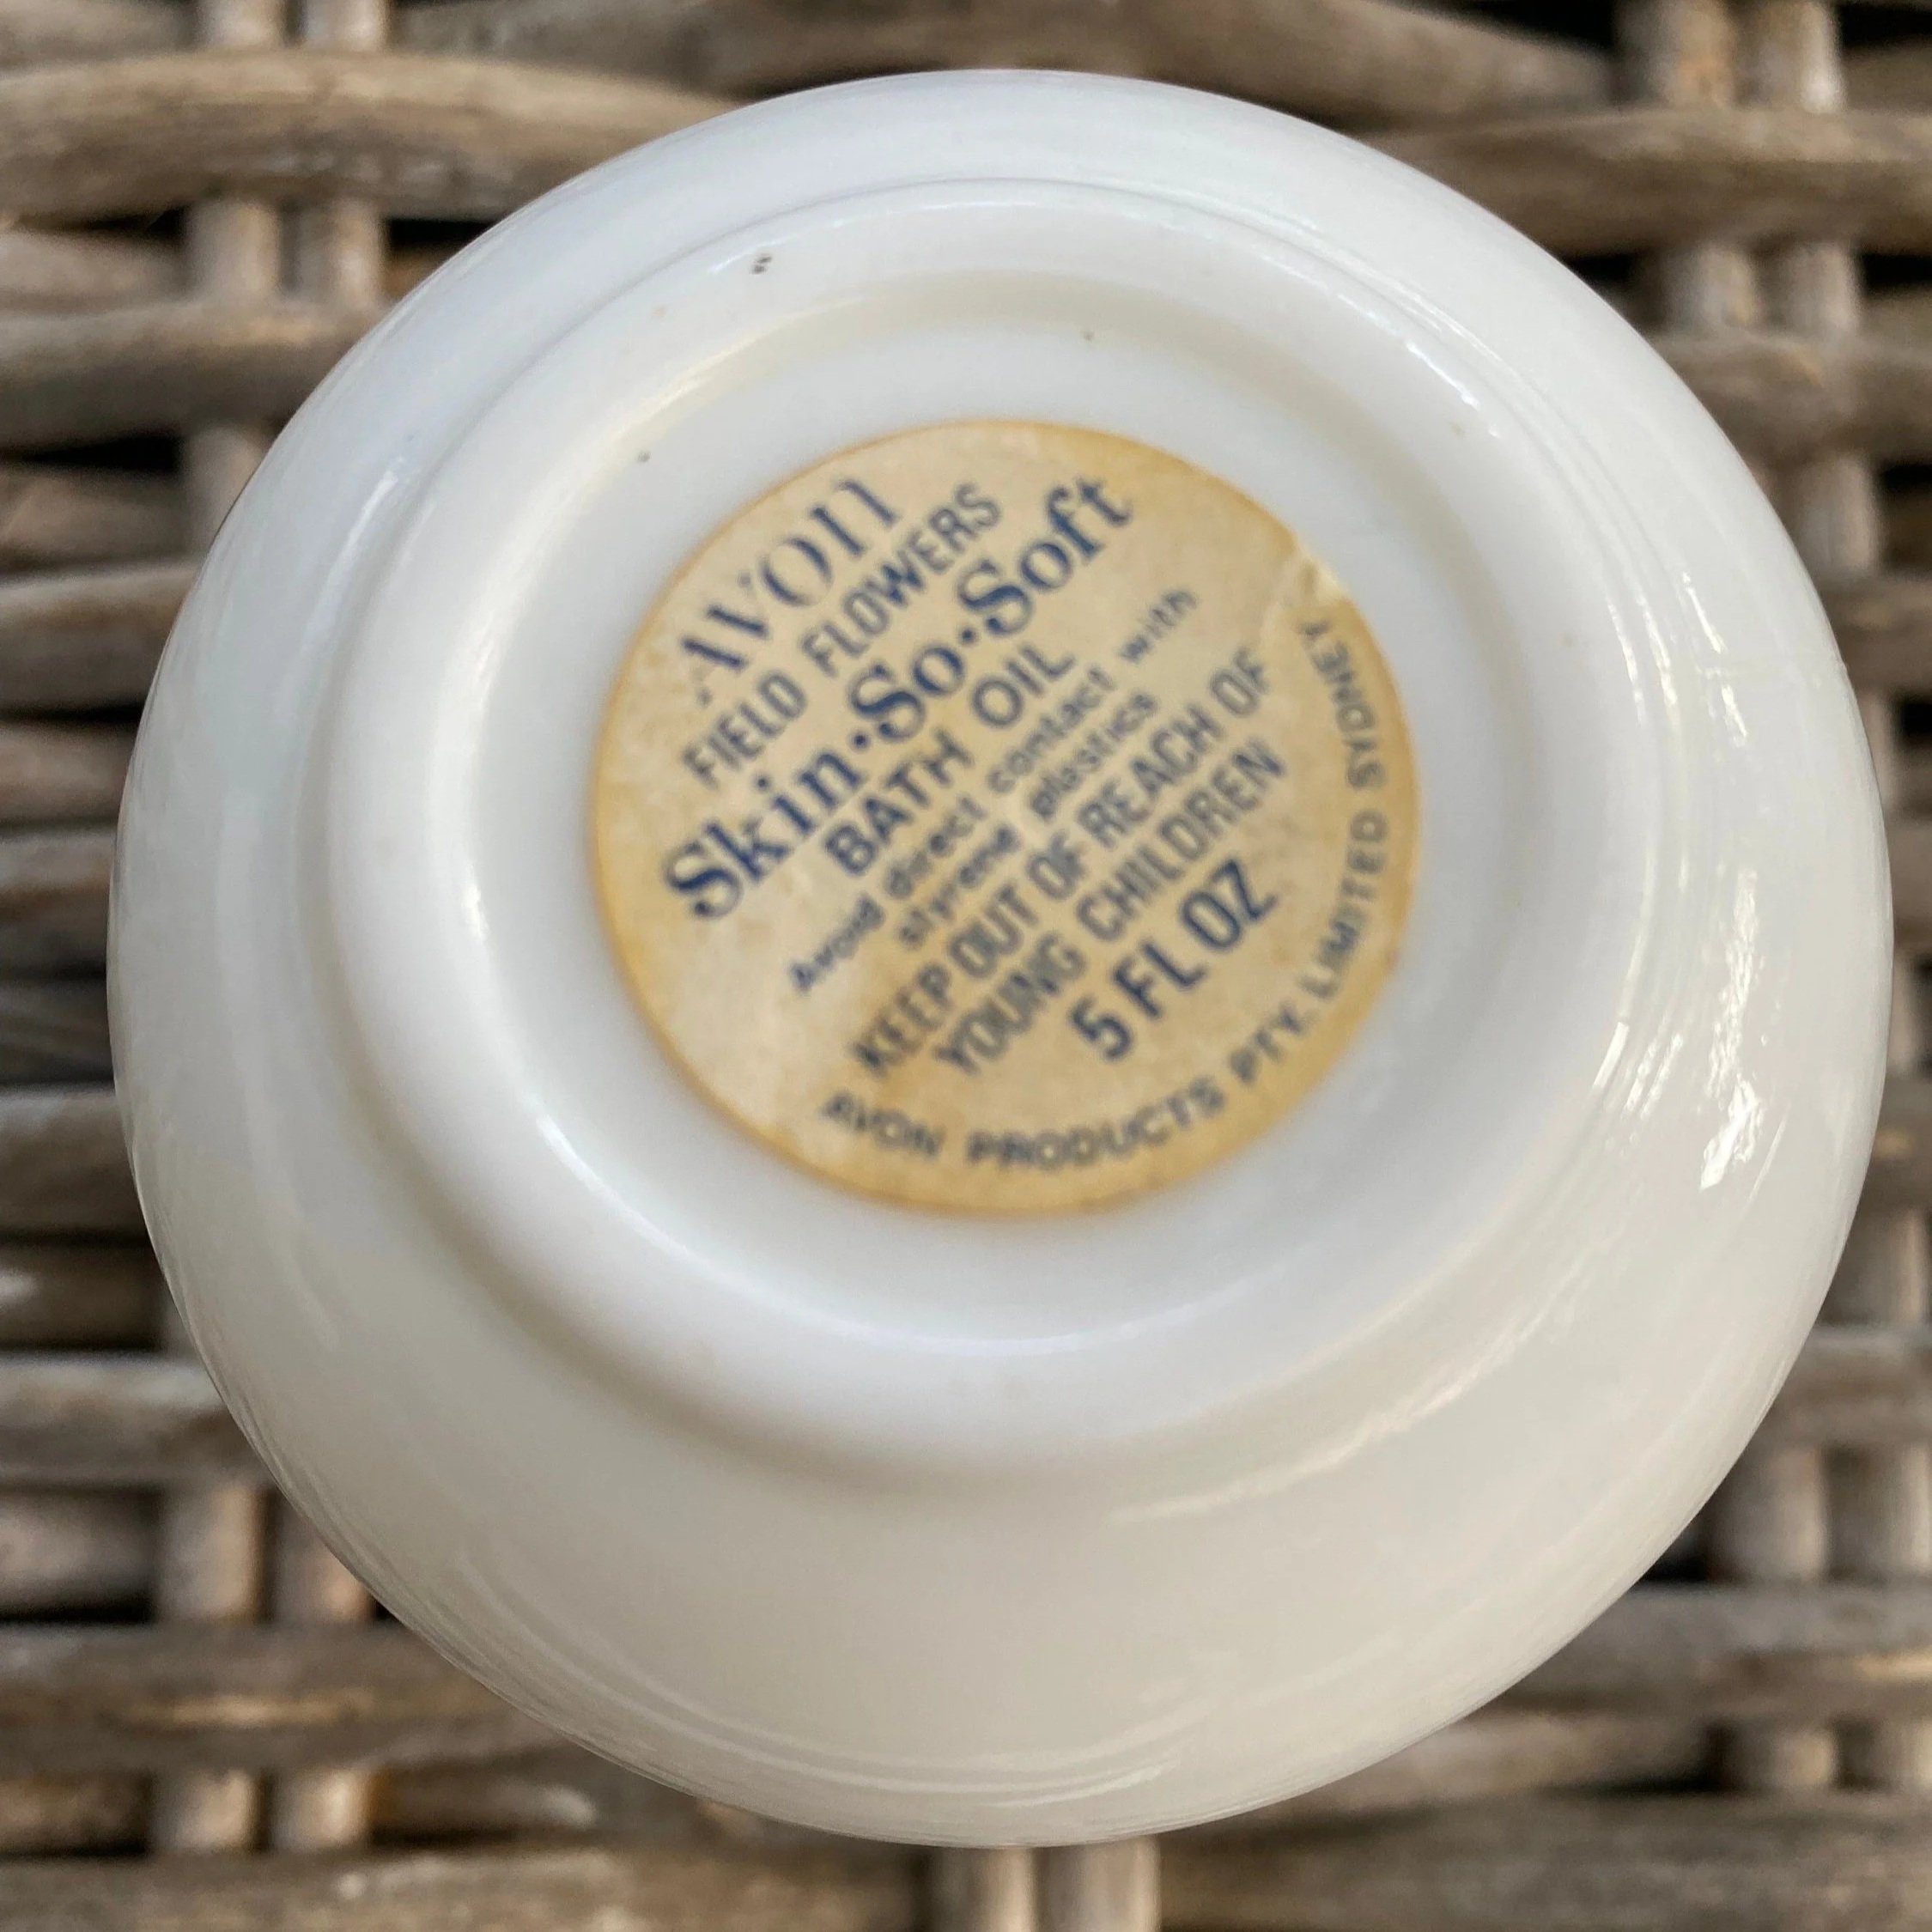 AVON
FIELD FLOWERS
Skin·So·Soft
BATH OIL
Avoid direct contact with
styrene plastics
KEEP OUT OF REACH OF
YOUNG CHILDREN
5 FL OZ
AVON PRODUCTS PTY. LIMITED SYDNEY